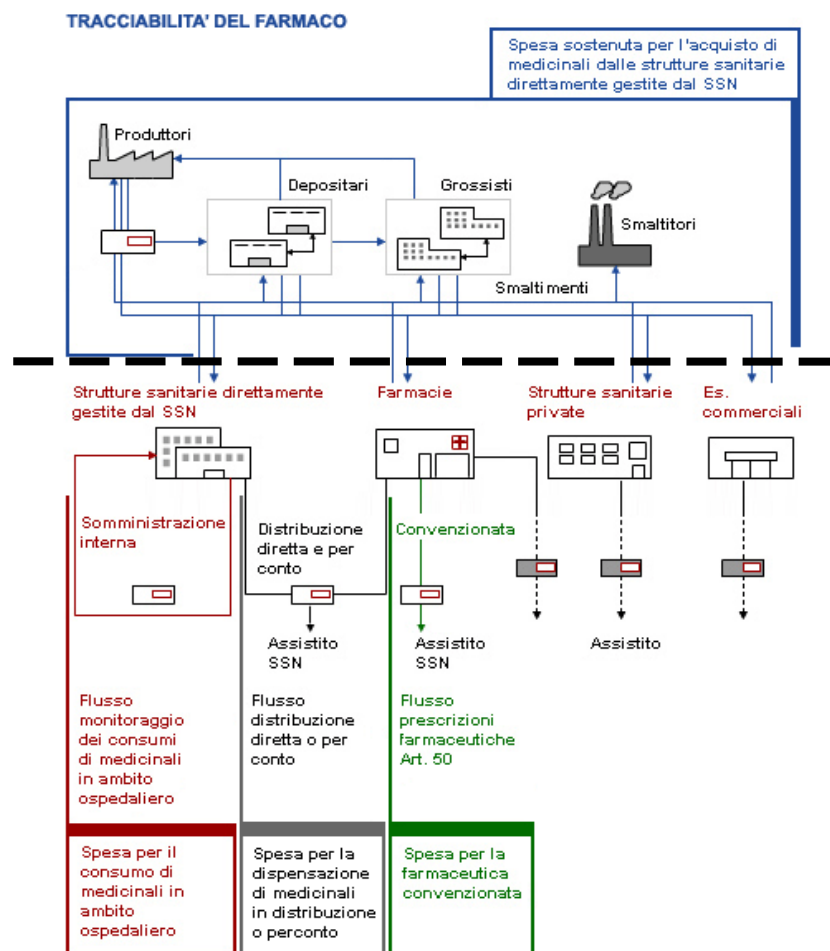 TRACCIABILITA' DEL FARMACO
Spesa sostenuta per l'acquisto di
medicinali dalle strutture sanitarie
direttamente gestite dal SSN
Produttori
Depositari
Grossisti
Smaltitori
Smaltimenti
Strutture sanitarie direttamente
gestite dal SSN
Farmacie
Strutture sanitarie
private
Es.
commerciali
Somministrazione
interna
Distribuzione
diretta e per
conto
Convenzionata
Assistito
SSN
Assistito
SSN
Assistito
Flusso
monitoraggio
dei consumi
di medicinali
in ambito
ospedaliero
Flusso
distribuzione
diretta o per
conto
Flusso
prescrizioni
farmaceutiche
Art. 50
Spesa per il
consumo di
medicinali in
ambito
ospedaliero
Spesa per la
dispensazione
di medicinali
in distribuzione
o perconto
Spesa per la
farmaceutica
convenzionata